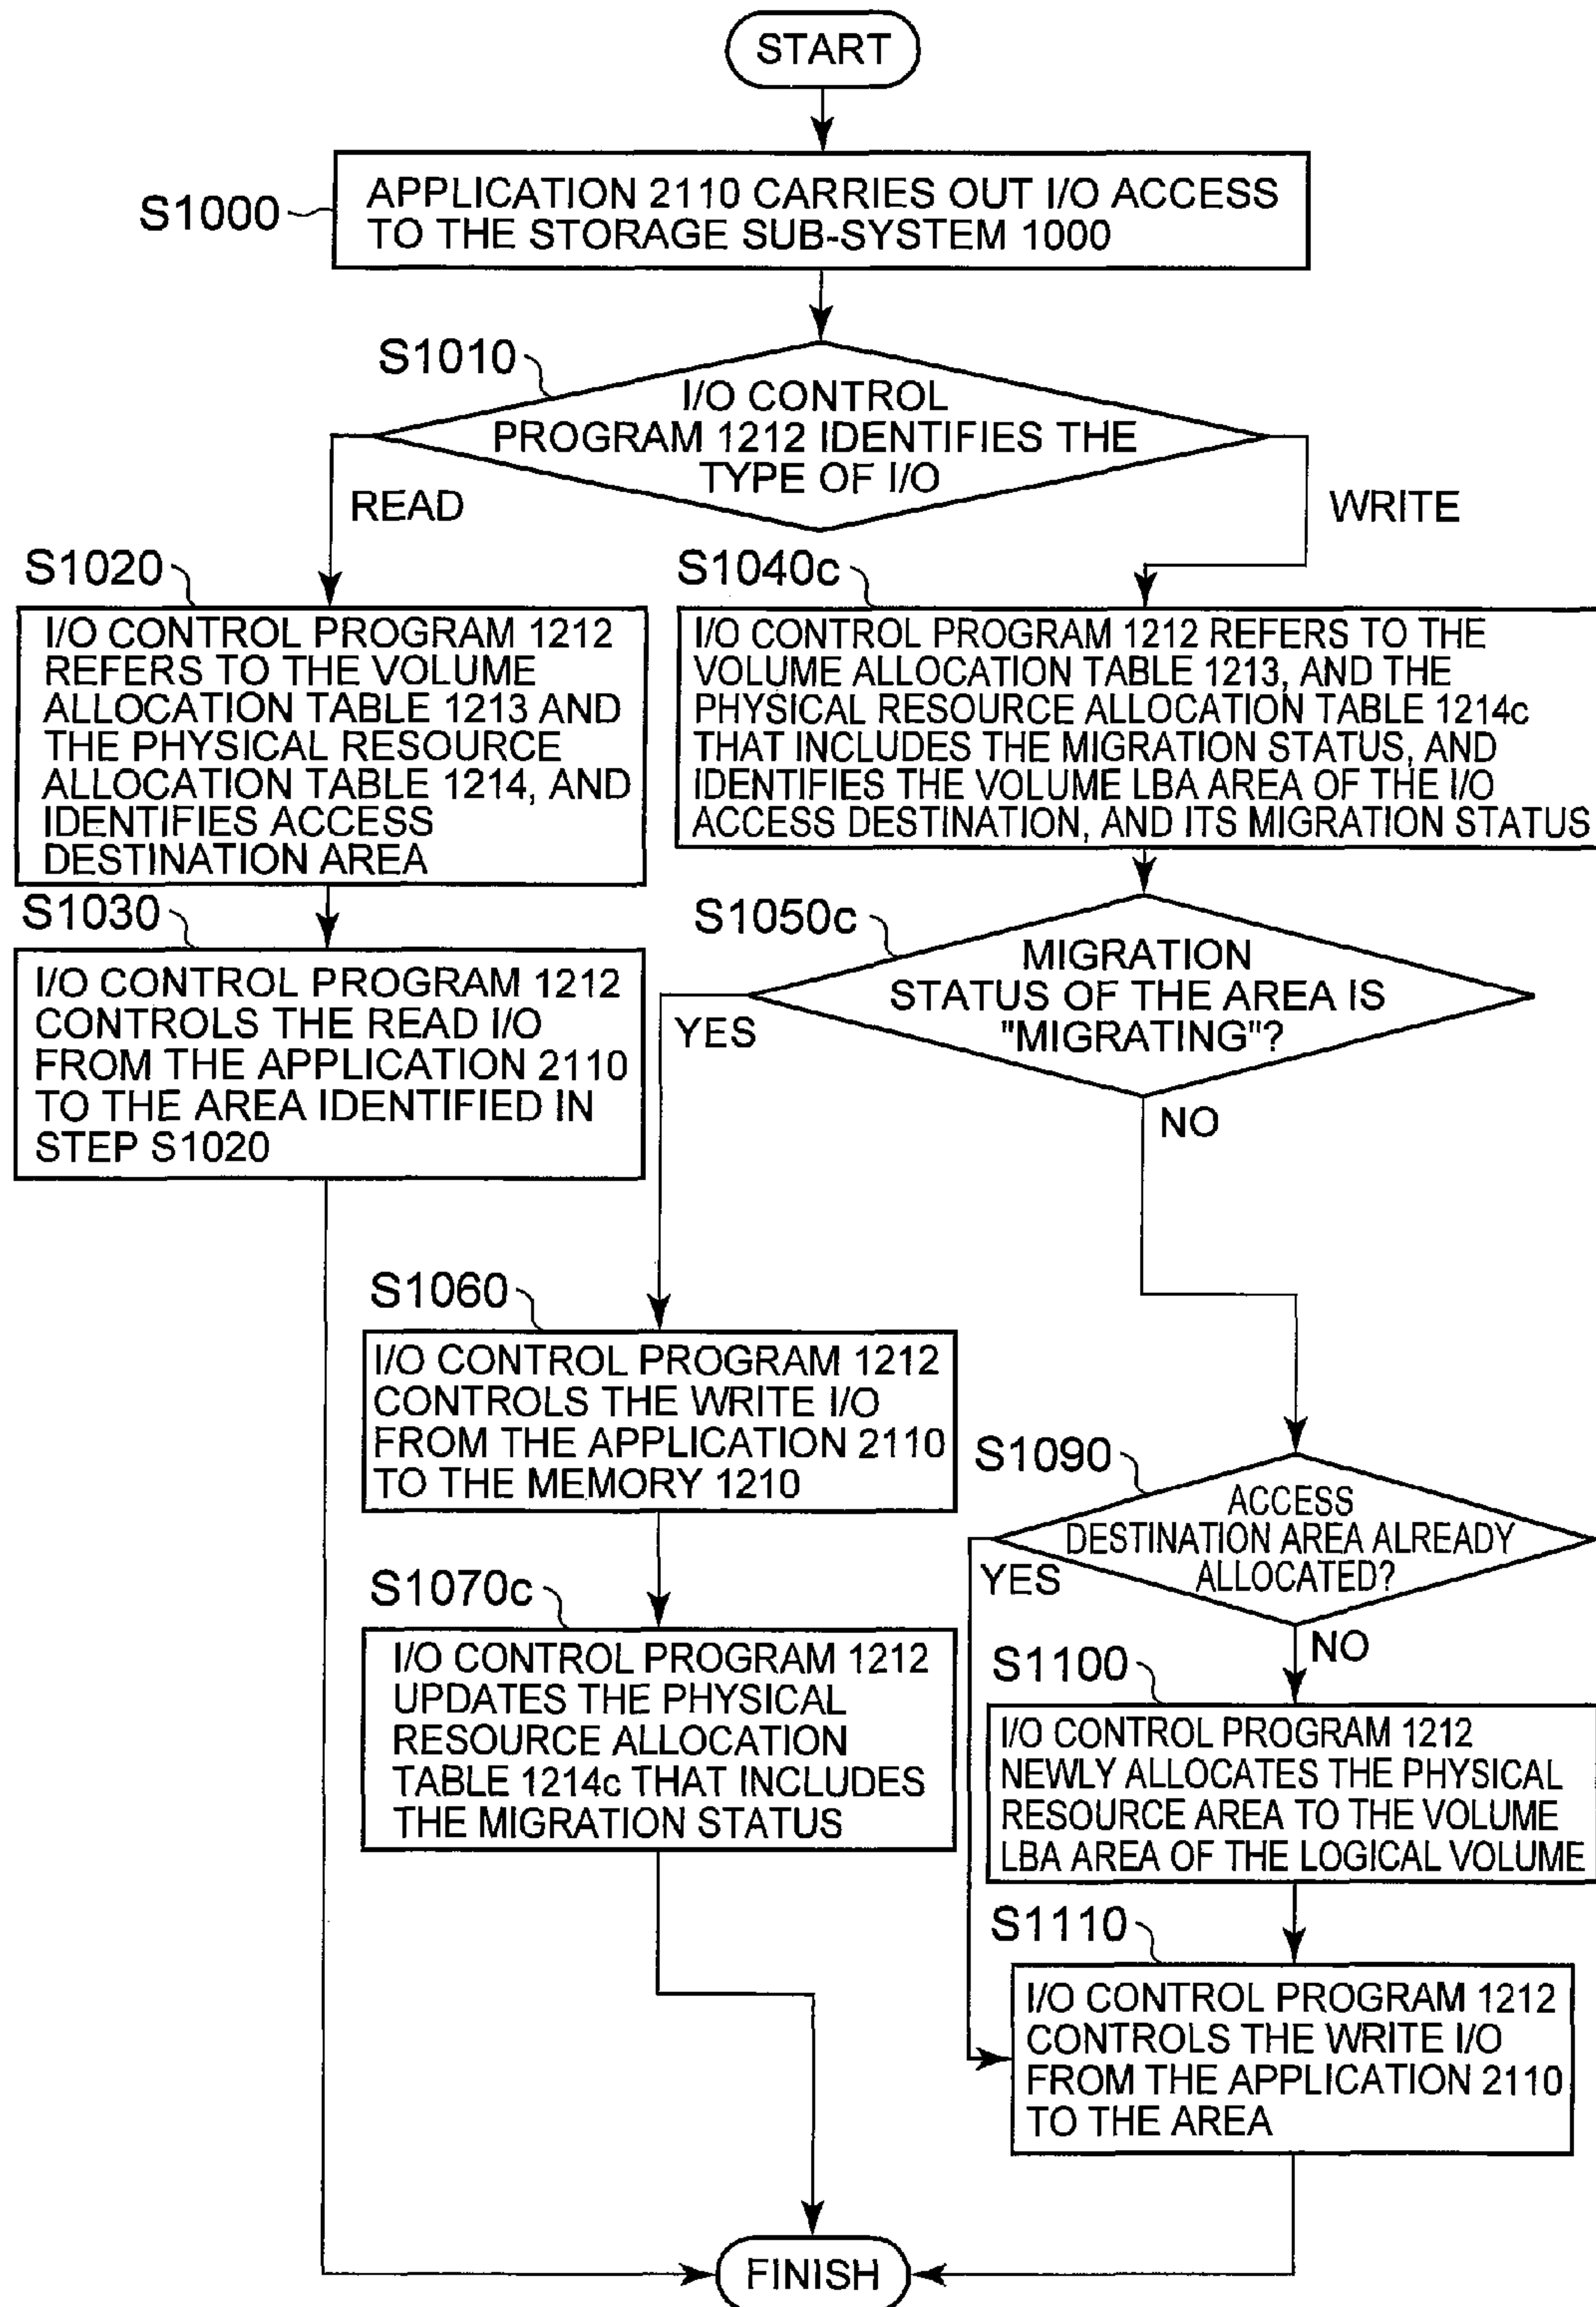 START
S1000
APPLICATION 2110 CARRIES OUT I/O ACCESS
TO THE STORAGE SUB-SYSTEM 1000
S1010
I/O CONTROL
PROGRAM 1212 IDENTIFIES THE
TYPE OF I/O
READ
WRITE
S1020
I/O CONTROL PROGRAM 1212
REFERS TO THE VOLUME
ALLOCATION TABLE 1213 AND
THE PHYSICAL RESOURCE
ALLOCATION TABLE 1214, AND
IDENTIFIES ACCESS
DESTINATION AREA
S1040c
I/O CONTROL PROGRAM 1212 REFERS TO THE
VOLUME ALLOCATION TABLE 1213, AND THE
PHYSICAL RESOURCE ALLOCATION TABLE 1214c
THAT INCLUDES THE MIGRATION STATUS, AND
IDENTIFIES THE VOLUME LBA AREA OF THE I/O
ACCESS DESTINATION, AND ITS MIGRATION STATUS
S1030
I/O CONTROL PROGRAM 1212
CONTROLS THE READ I/O
FROM THE APPLICATION 2110
TO THE AREA IDENTIFIED IN
STEP S1020
S1050c
MIGRATION
STATUS OF THE AREA IS
"MIGRATING"?
YES
NO
S1060
I/O CONTROL PROGRAM 1212
CONTROLS THE WRITE I/O
FROM THE APPLICATION 2110
TO THE MEMORY 1210
S1090
ACCESS
DESTINATION AREA ALREADY
ALLOCATED?
YES
NO
S1070c
I/O CONTROL PROGRAM 1212
UPDATES THE PHYSICAL
RESOURCE ALLOCATION
TABLE 1214c THAT INCLUDES
THE MIGRATION STATUS
S1100
I/O CONTROL PROGRAM 1212
NEWLY ALLOCATES THE PHYSICAL
RESOURCE AREA TO THE VOLUME
LBA AREA OF THE LOGICAL VOLUME
S1110
I/O CONTROL PROGRAM 1212
CONTROLS THE WRITE I/O
FROM THE APPLICATION 2110
TO THE AREA
FINISH